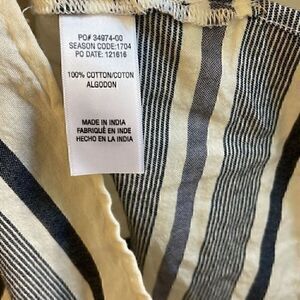 PO# 34974-00
SEASON CODE:1704
PO DATE: 121616
100% COTTON/COTON
ALGODON
MADE IN INDIA
FABRIQUÉ EN INDE
HECHO EN LA INDIA